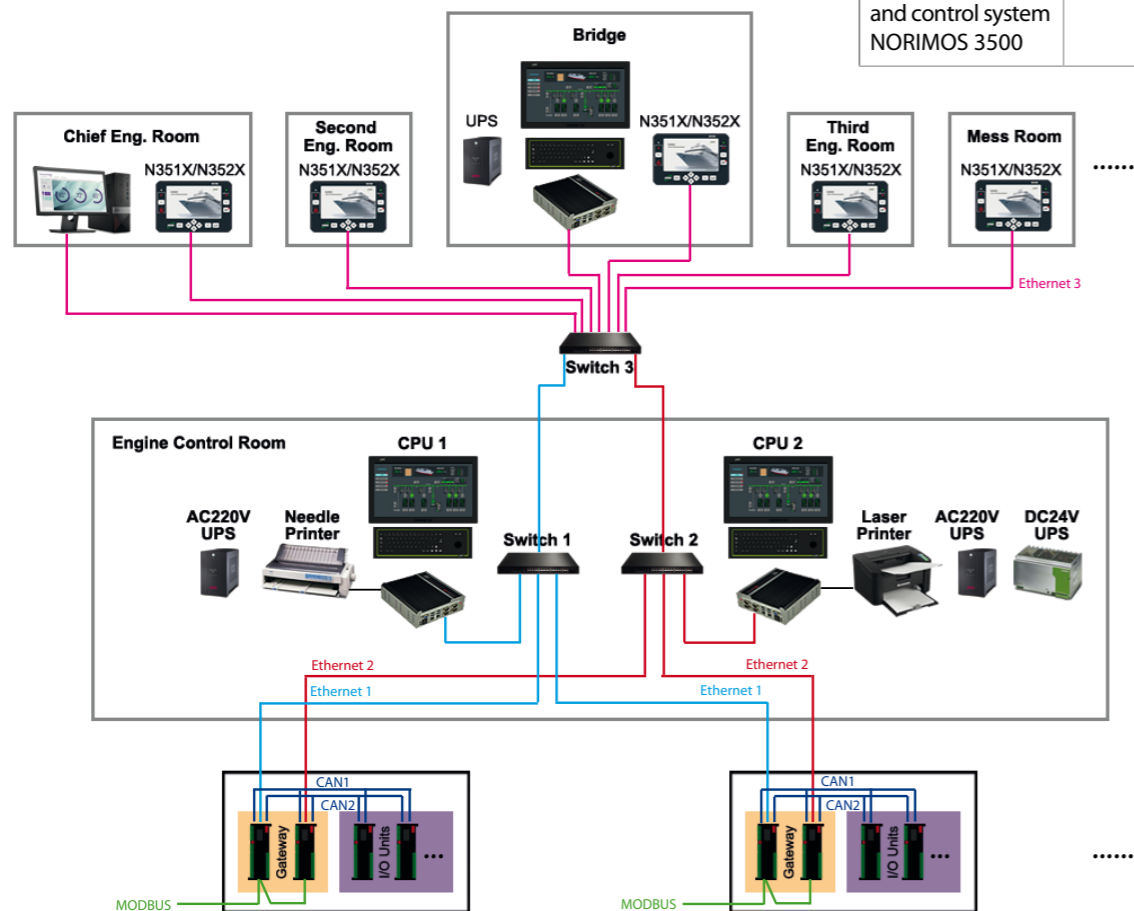 and control system
NORIMOS 3500
Bridge
UPS
N351X/N352X
Chief Eng. Room
N351X/N352X
Second
Eng. Room
N351X/N352X
Third
Eng. Room
N351X/N352X
Mess Room
N351X/N352X
......
Ethernet 3
Switch 3
Engine Control Room
CPU 1
CPU 2
AC220V
UPS
Needle
Printer
Switch 1
Switch 2
Laser
Printer
AC220V
UPS
DC24V
UPS
Ethernet 2
Ethernet 2
Ethernet 1
Ethernet 1
CAN1
CAN2
Gateway
I/O Units
...
MODBUS
CAN1
CAN2
Gateway
I/O Units
...
MODBUS
......